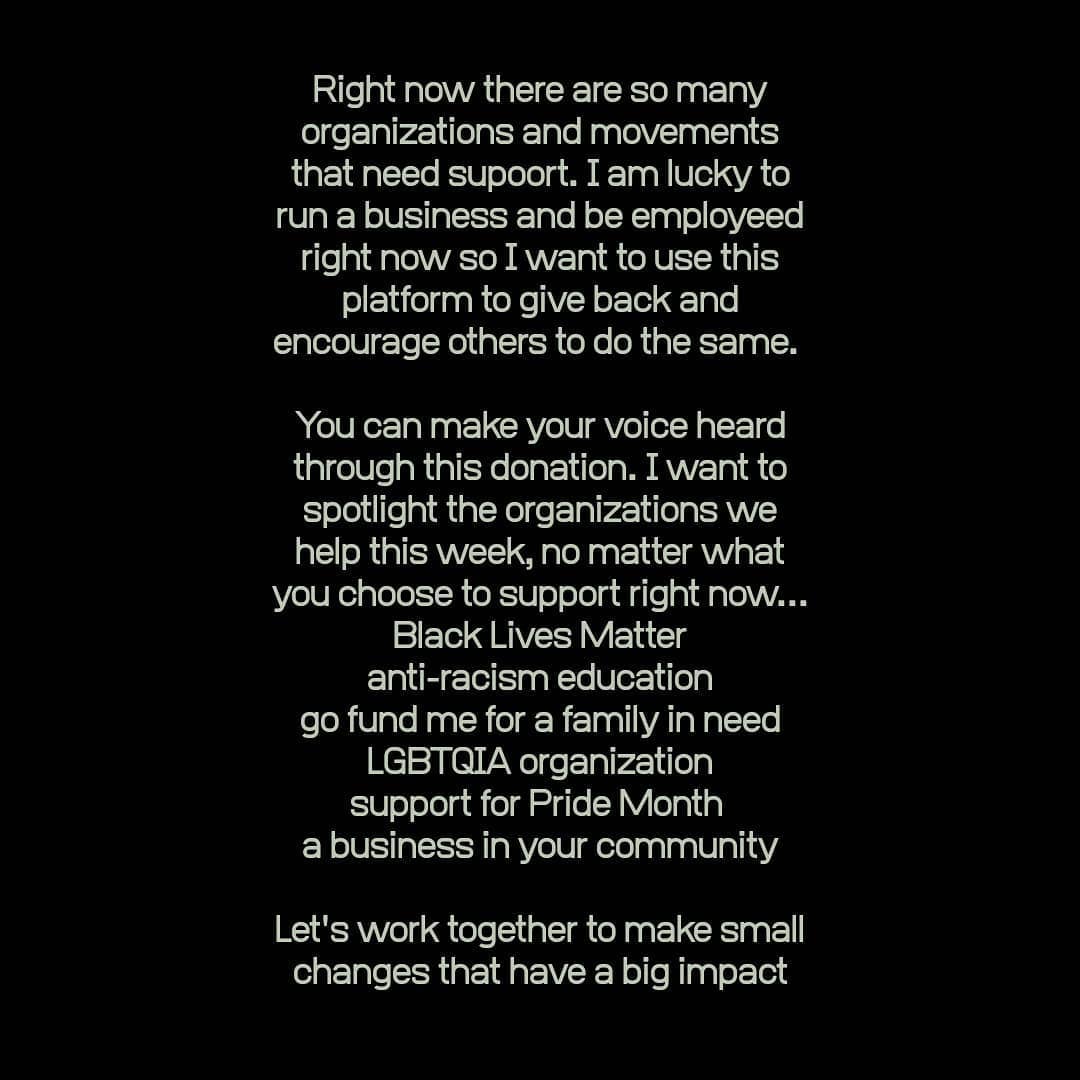 Right now there are so many
organizations and movements
that need supoort. I am lucky to
run a business and be employeed
right now so I want to use this
platform to give back and
encourage others to do the same.
You can make your voice heard
through this donation. I want to
spotlight the organizations we
help this week, no matter what
you choose to support right now...
Black Lives Matter
anti-racism education
go fund me for a family in need
LGBTQIA organization
support for Pride Month
a business in your community
Let's work together to make small
changes that have a big impact